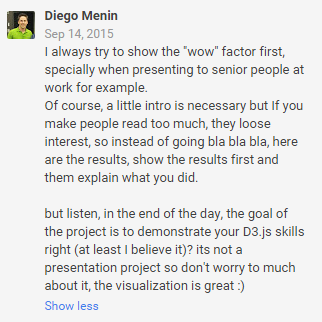 Diego Menin
Sep 14, 2015
I always try to show the "wow" factor first,
specially when presenting to senior people at
work for example.
Of course, a little intro is necessary but If you
make people read too much, they loose
interest, so instead of going bla bla bla, here
are the results, show the results first and
them explain what you did.

but listen, in the end of the day, the goal of
the project is to demonstrate your D3.js skills
right (at least I believe it)? its not a
presentation project so don't worry to much
about it, the visualization is great :)
Show less